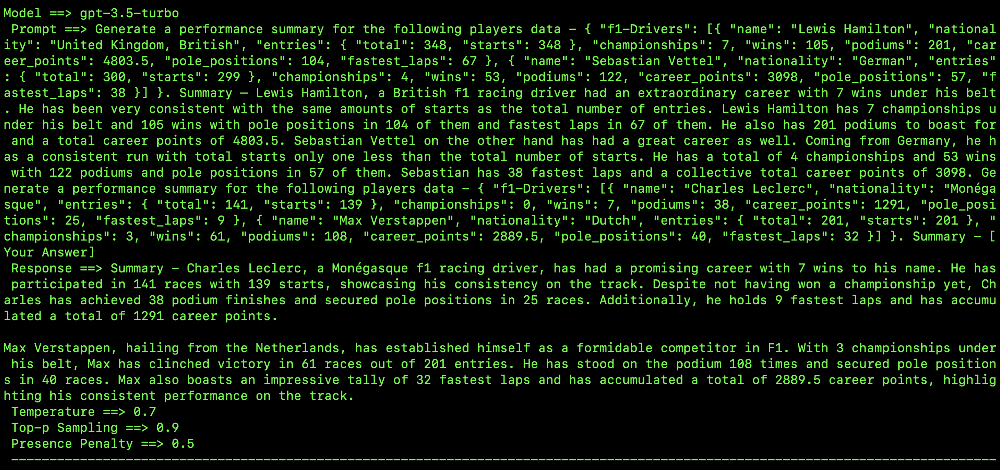 Model ==> gpt-3.5-turbo
 Prompt ==> Generate a performance summary for the following players data - { "f1-Drivers": [{ "name": "Lewis Hamilton", "national
ity": "United Kingdom, British", "entries": { "total": 348, "starts": 348 }, "championships": 7, "wins": 105, "podiums": 201, "car
eer_points": 4803.5, "pole_positions": 104, "fastest_laps": 67 }, { "name": "Sebastian Vettel", "nationality": "German", "entries"
: { "total": 300, "starts": 299 }, "championships": 4, "wins": 53, "podiums": 122, "career_points": 3098, "pole_positions": 57, "f
astest_laps": 38 }] }. Summary – Lewis Hamilton, a British f1 racing driver had an extraordinary career with 7 wins under his belt
. He has been very consistent with the same amounts of starts as the total number of entries. Lewis Hamilton has 7 championships u
nder his belt and 105 wins with pole positions in 104 of them and fastest laps in 67 of them. He also has 201 podiums to boast for
 and a total career points of 4803.5. Sebastian Vettel on the other hand has had a great career as well. Coming from Germany, he h
as a consistent run with total starts only one less than the total number of starts. He has a total of 4 championships and 53 wins
 with 122 podiums and pole positions in 57 of them. Sebastian has 38 fastest laps and a collective total career points of 3098. Ge
nerate a performance summary for the following players data - { "f1-Drivers": [{ "name": "Charles Leclerc", "nationality": "Monéga
sque", "entries": { "total": 141, "starts": 139 }, "championships": 0, "wins": 7, "podiums": 38, "career_points": 1291, "pole_posi
tions": 25, "fastest_laps": 9 }, { "name": "Max Verstappen", "nationality": "Dutch", "entries": { "total": 201, "starts": 201 }, "
championships": 3, "wins": 61, "podiums": 108, "career_points": 2889.5, "pole_positions": 40, "fastest_laps": 32 }] }. Summary - [
Your Answer]
 Response ==> Summary - Charles Leclerc, a Monégasque f1 racing driver, has had a promising career with 7 wins to his name. He has
 participated in 141 races with 139 starts, showcasing his consistency on the track. Despite not having won a championship yet, Ch
arles has achieved 38 podium finishes and secured pole positions in 25 races. Additionally, he holds 9 fastest laps and has accumu
lated a total of 1291 career points.

Max Verstappen, hailing from the Netherlands, has established himself as a formidable competitor in F1. With 3 championships under
 his belt, Max has clinched victory in 61 races out of 201 entries. He has stood on the podium 108 times and secured pole position
s in 40 races. Max also boasts an impressive tally of 32 fastest laps and has accumulated a total of 2889.5 career points, highlig
hting his consistent performance on the track.
 Temperature ==> 0.7
 Top-p Sampling ==> 0.9
 Presence Penalty ==> 0.5
 ---------------------------------------------------------------------------------------------------------------------------------